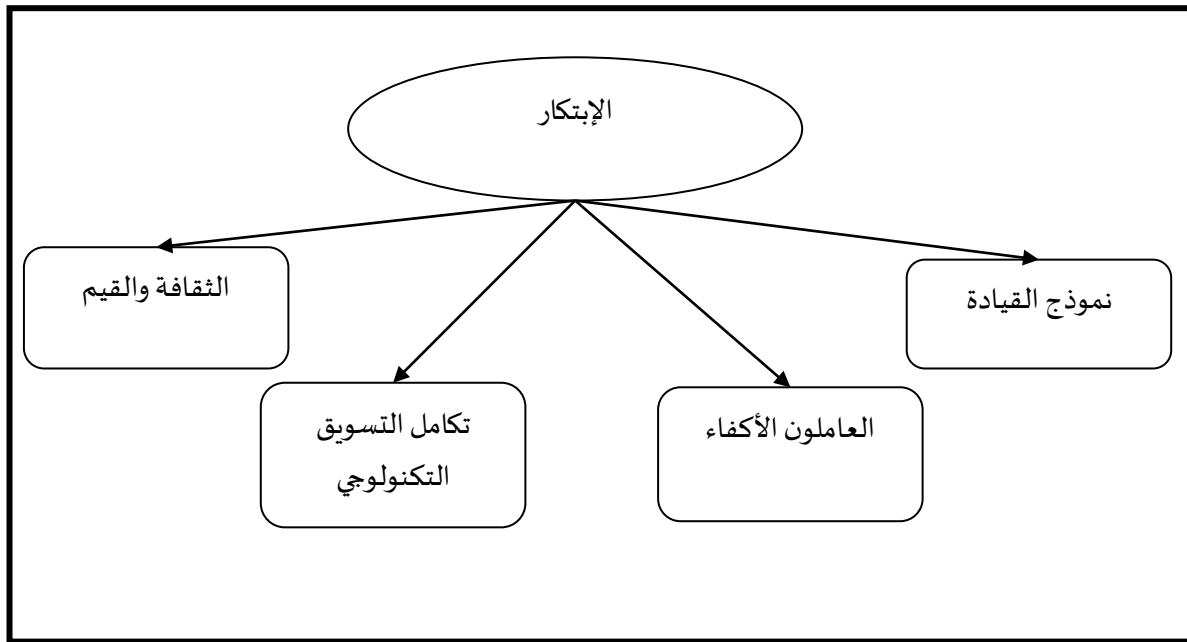 الإبتكار
نموذج القيادة
الثقافة والقيم
العاملون الأكفاء
تكامل التسويق
التكنولوجي